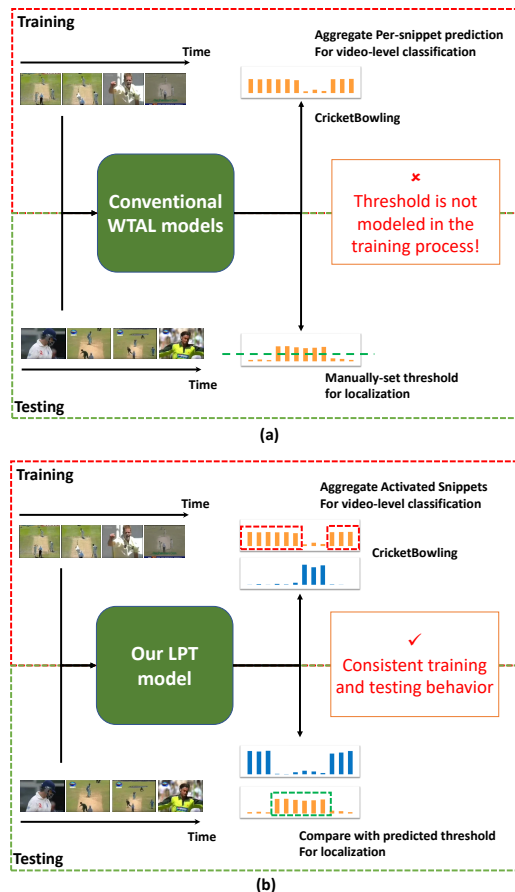 Training
Aggregate Per-snippet prediction
For video-level classification
Time
CricketBowling
Conventional
WTAL models
✘
Threshold is not
modeled in the
training process!
Time
Manually-set threshold
for localization
Testing
(a)
Training
Aggregate Activated Snippets
For video-level classification
Time
CricketBowling
Our LPT
model
✓
Consistent training
and testing behavior
Time
Compare with predicted threshold
For localization
Testing
(b)